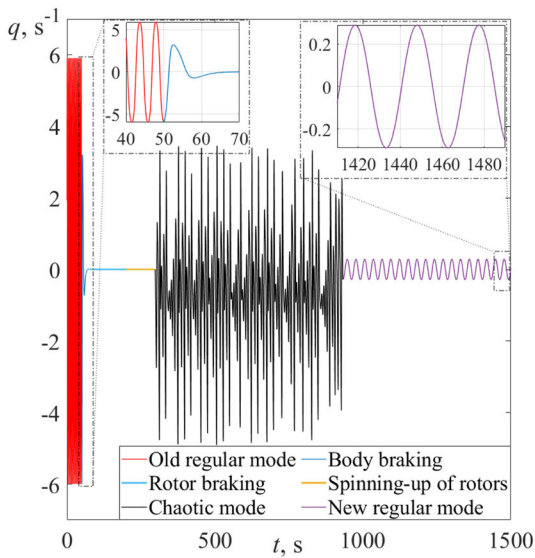 q, s-1
6
4
2
0
-2
-4
-6
5
0
-5
40 50 60 70
0.2
0
-0.2
1420 1440 1460 1480
Old regular mode
Body braking
Rotor braking
Spinning-up of rotors
Chaotic mode
New regular mode
0 500 1000 1500
t, s